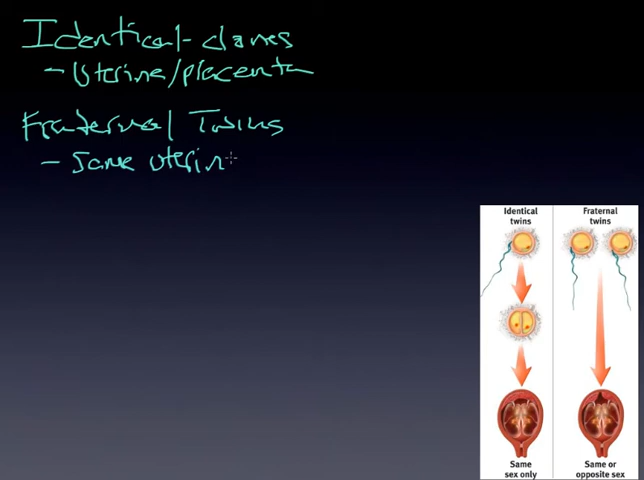 Identical - clones
- Uterine/placenta
Fraternal Twins
- Same uterin
Identical twins
Fraternal twins
Same sex only
Same or opposite sex